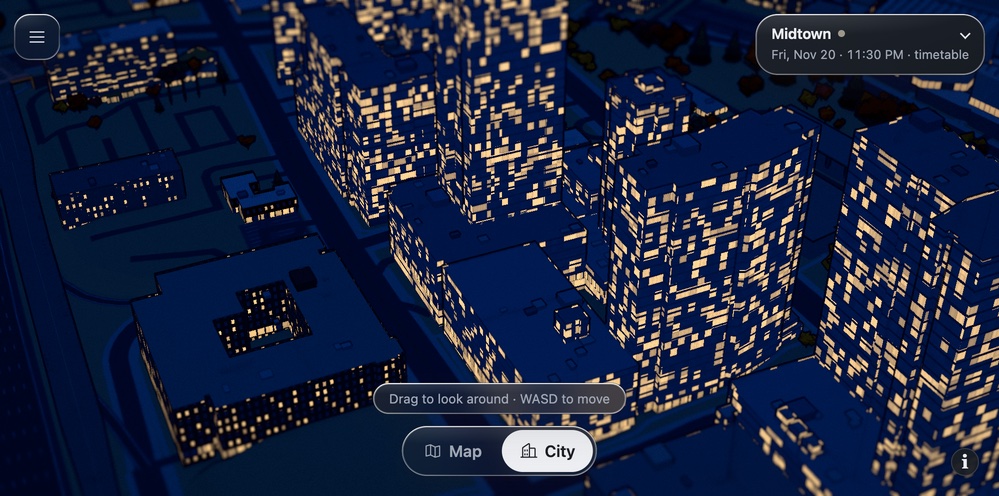 Midtown
Fri, Nov 20 · 11:30 PM · timetable
Drag to look around · WASD to move
Map
City
i